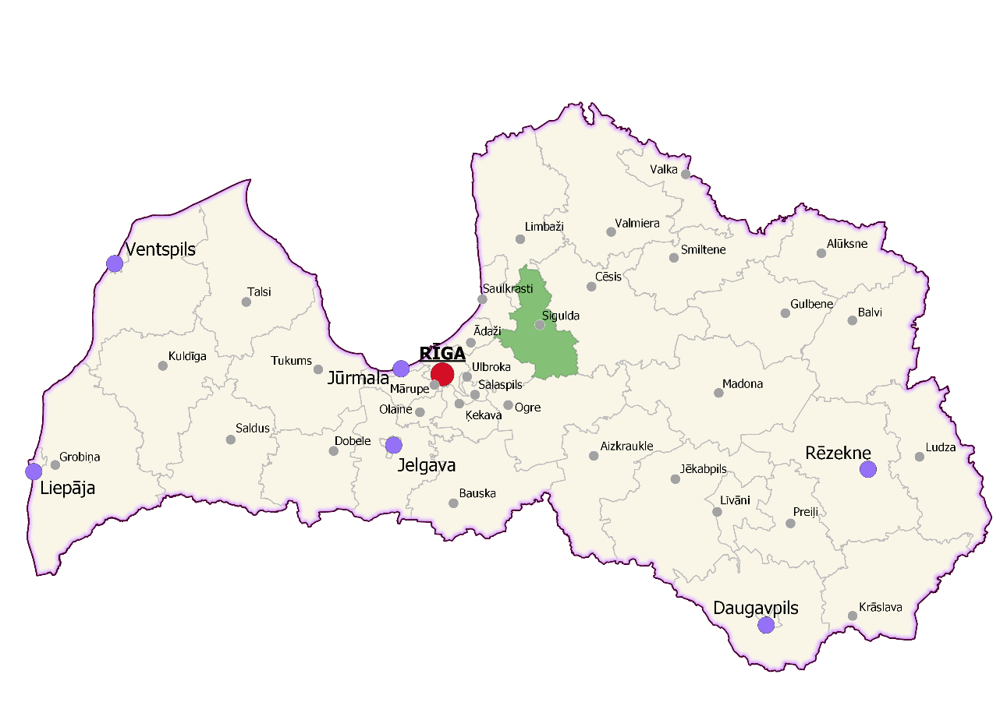 Valka
Limbaži
Valmiera
Alūksne
Smiltene
Ventspils
Cēsis
Saulkrasti
Talsi
Gulbene
Balvi
Sigulda
Ādaži
RĪGA
Kuldīga
Tukums
Ulbroka
Jūrmala
Salaspils
Mārupe
Madona
Olaine
Ogre
Ķekava
Saldus
Dobele
Aizkraukle
Ludza
Rēzekne
Grobiņa
Jelgava
Jēkabpils
Liepāja
Bauska
Līvāni
Preiļi
Daugavpils
Krāslava